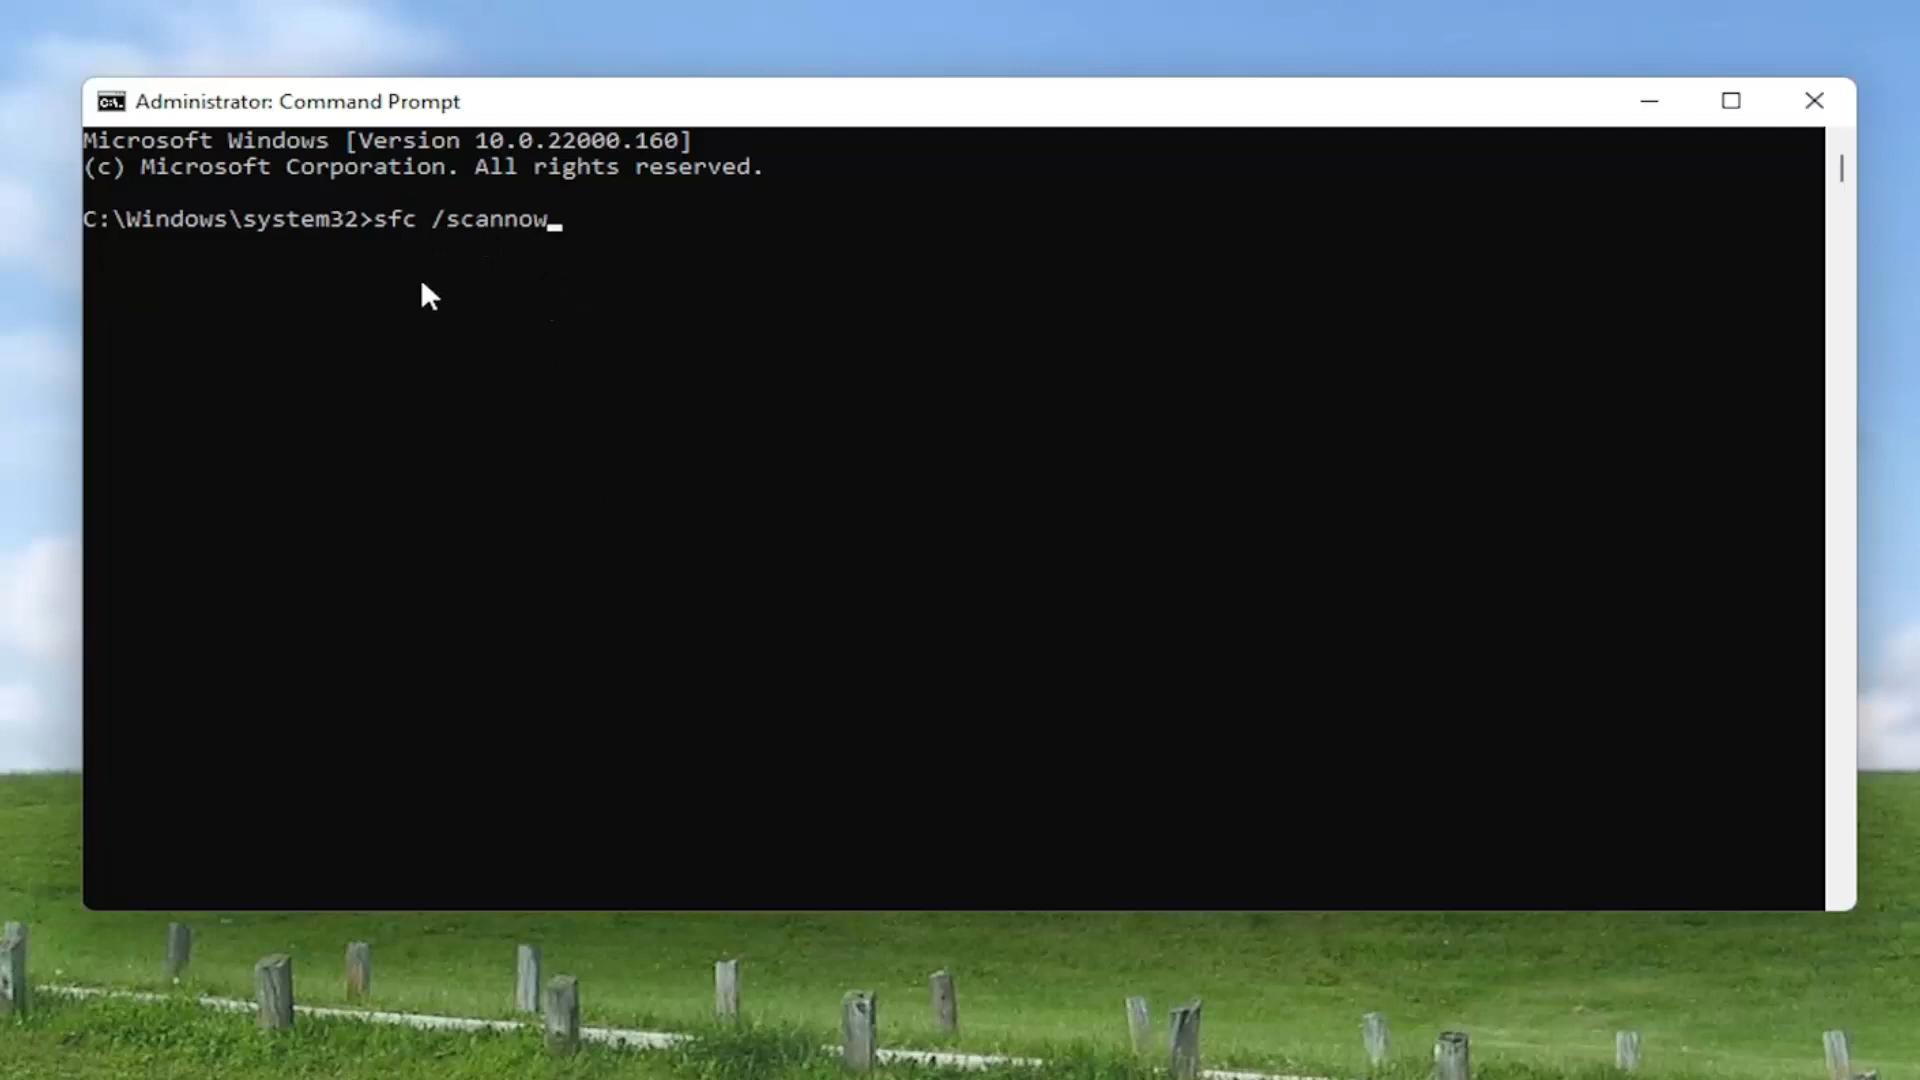 Administrator: Command Prompt
Microsoft Windows [Version 10.0.22000.160]
(c) Microsoft Corporation. All rights reserved.
C:\Windows\system32>sfc /scannow